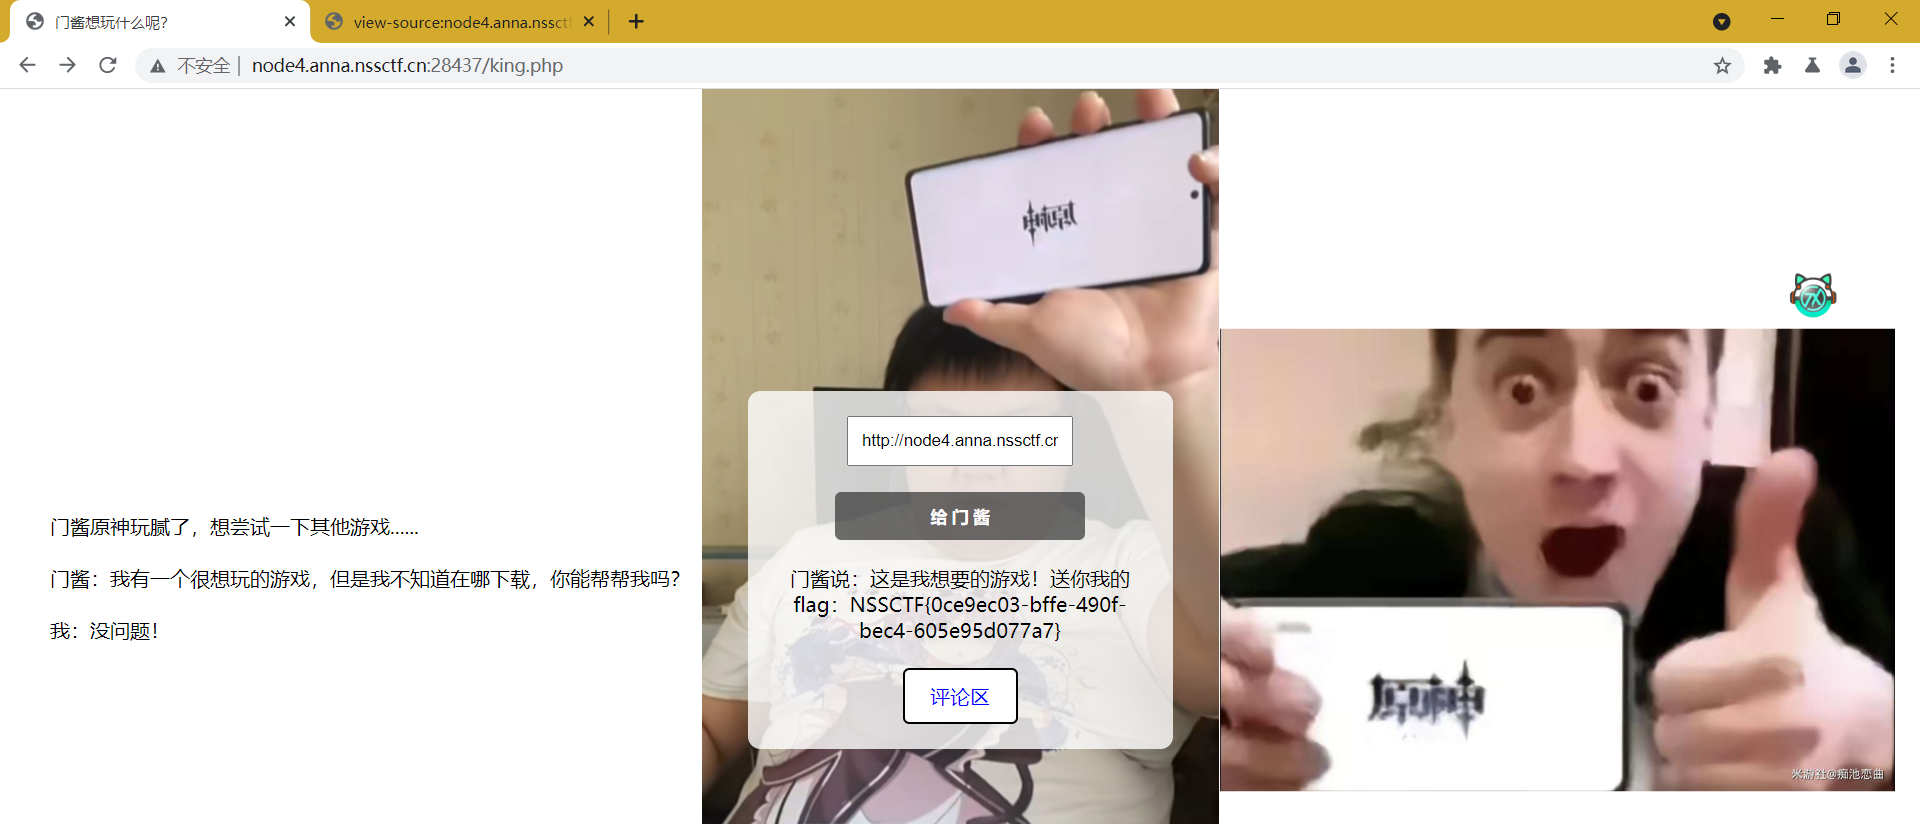 门酱想玩什么呢?
view-source:node4.anna.nssctf
不安全
node4.anna.nssctf.cn:28437/king.php
原神
http://node4.anna.nssctf.cr
给门酱
门酱原神玩腻了，想尝试一下其他游戏......
门酱：我有一个很想玩的游戏，但是我不知道在哪下载，你能帮帮我吗?
我：没问题!
门酱说：这是我想要的游戏！送你我的
flag：NSSCTF{0ce9ec03-bffe-490f-
bec4-605e95d077a7}
评论区
原神
米游社@痴池恋曲